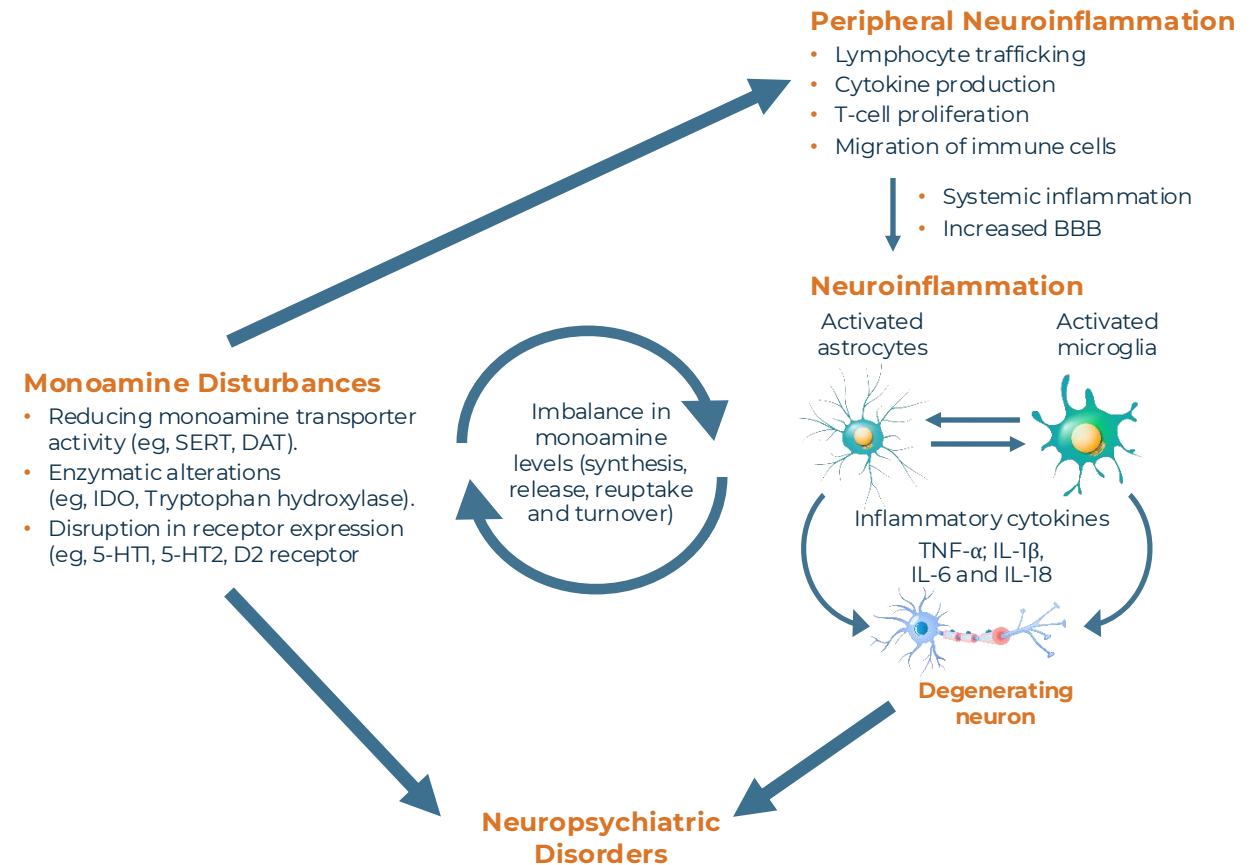 Peripheral Neuroinflammation
• Lymphocyte trafficking
• Cytokine production
• T-cell proliferation
• Migration of immune cells
• Systemic inflammation
• Increased BBB
Neuroinflammation
Activated
astrocytes
Activated
microglia
Monoamine Disturbances
• Reducing monoamine transporter
activity (eg, SERT, DAT).
• Enzymatic alterations
(eg, IDO, Tryptophan hydroxylase).
• Disruption in receptor expression
(eg, 5-HT1, 5-HT2, D2 receptor
Imbalance in
monoamine
levels (synthesis,
release, reuptake
and turnover)
Inflammatory cytokines
TNF-α; IL-1β,
IL-6 and IL-18
Degenerating
neuron
Neuropsychiatric
Disorders